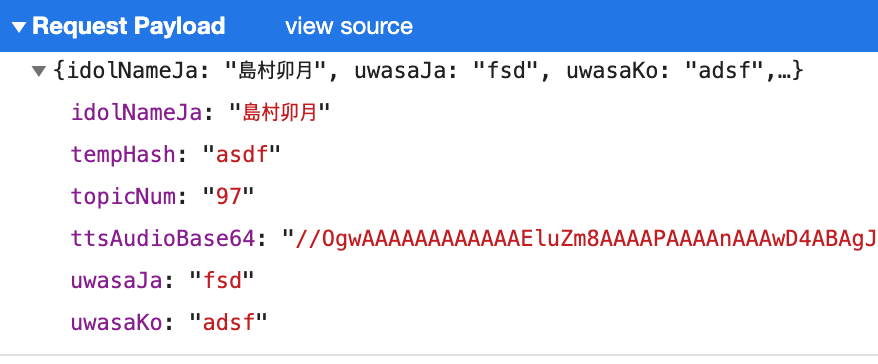 ▼Request Payload view source
▼{idolNameJa: "島村卯月", uwasaJa: "fsd", uwasaKo: "adsf",…}
idolNameJa: "島村卯月"
tempHash: "asdf"
topicNum: "97"
ttsAudioBase64: "//OgwAAAAAAAAAAAAEluZm8AAAAPAAAAnAAAwD4ABAgJ
uwasaJa: "fsd"
uwasaKo: "adsf"